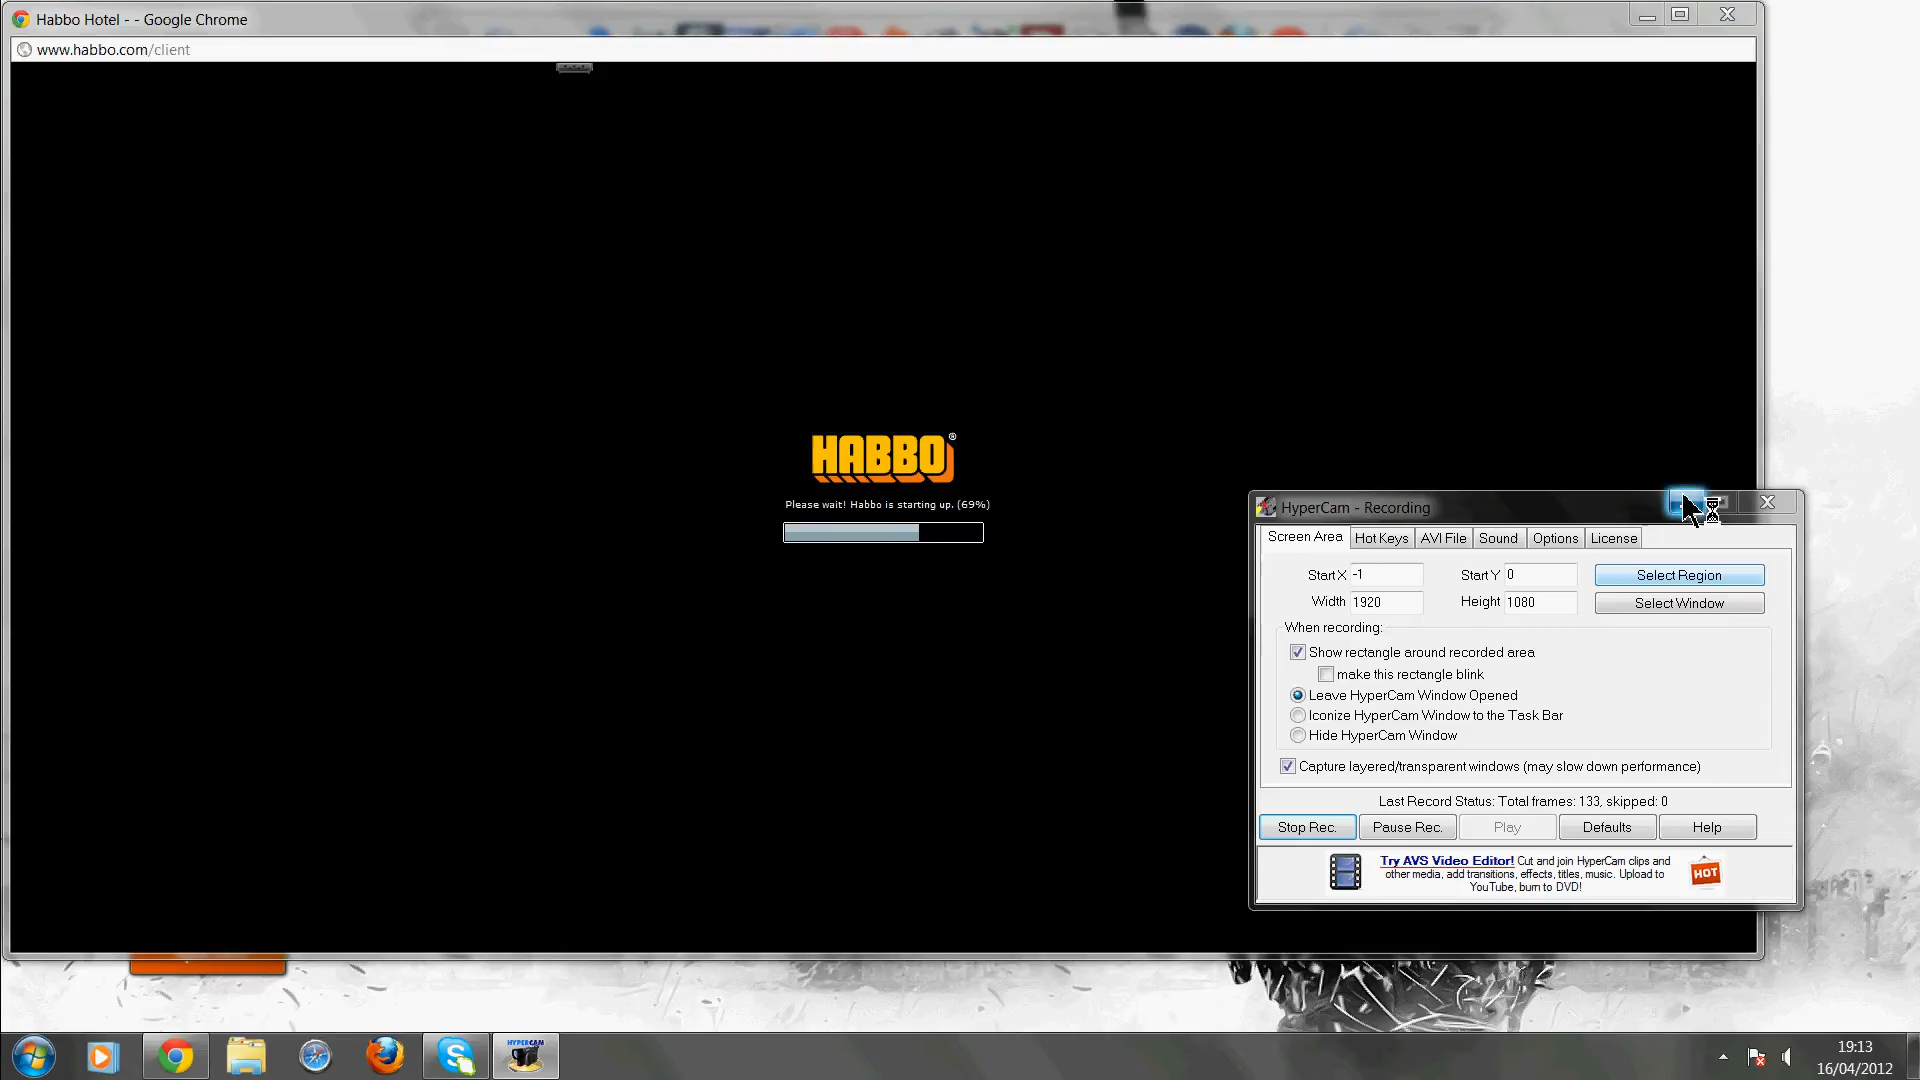 Habbo Hotel - - Google Chrome
www.habbo.com/client
HABBO®
Please wait! Habbo is starting up. (69%)
HyperCam - Recording
Screen Area Hot Keys AVI File Sound Options License
Start X -1 Start Y 0 Select Region
Width 1920 Height 1080 Select Window
When recording:
Show rectangle around recorded area
make this rectangle blink
Leave HyperCam Window Opened
Iconize HyperCam Window to the Task Bar
Hide HyperCam Window
Capture layered/transparent windows (may slow down performance)
Last Record Status: Total frames: 133, skipped: 0
Stop Rec. Pause Rec. Play Defaults Help
Try AVS Video Editor! Cut and join HyperCam clips and
other media, add transitions, effects, titles, music. Upload to
YouTube, burn to DVD!
HOT
HYPERCAM
19:13
16/04/2012